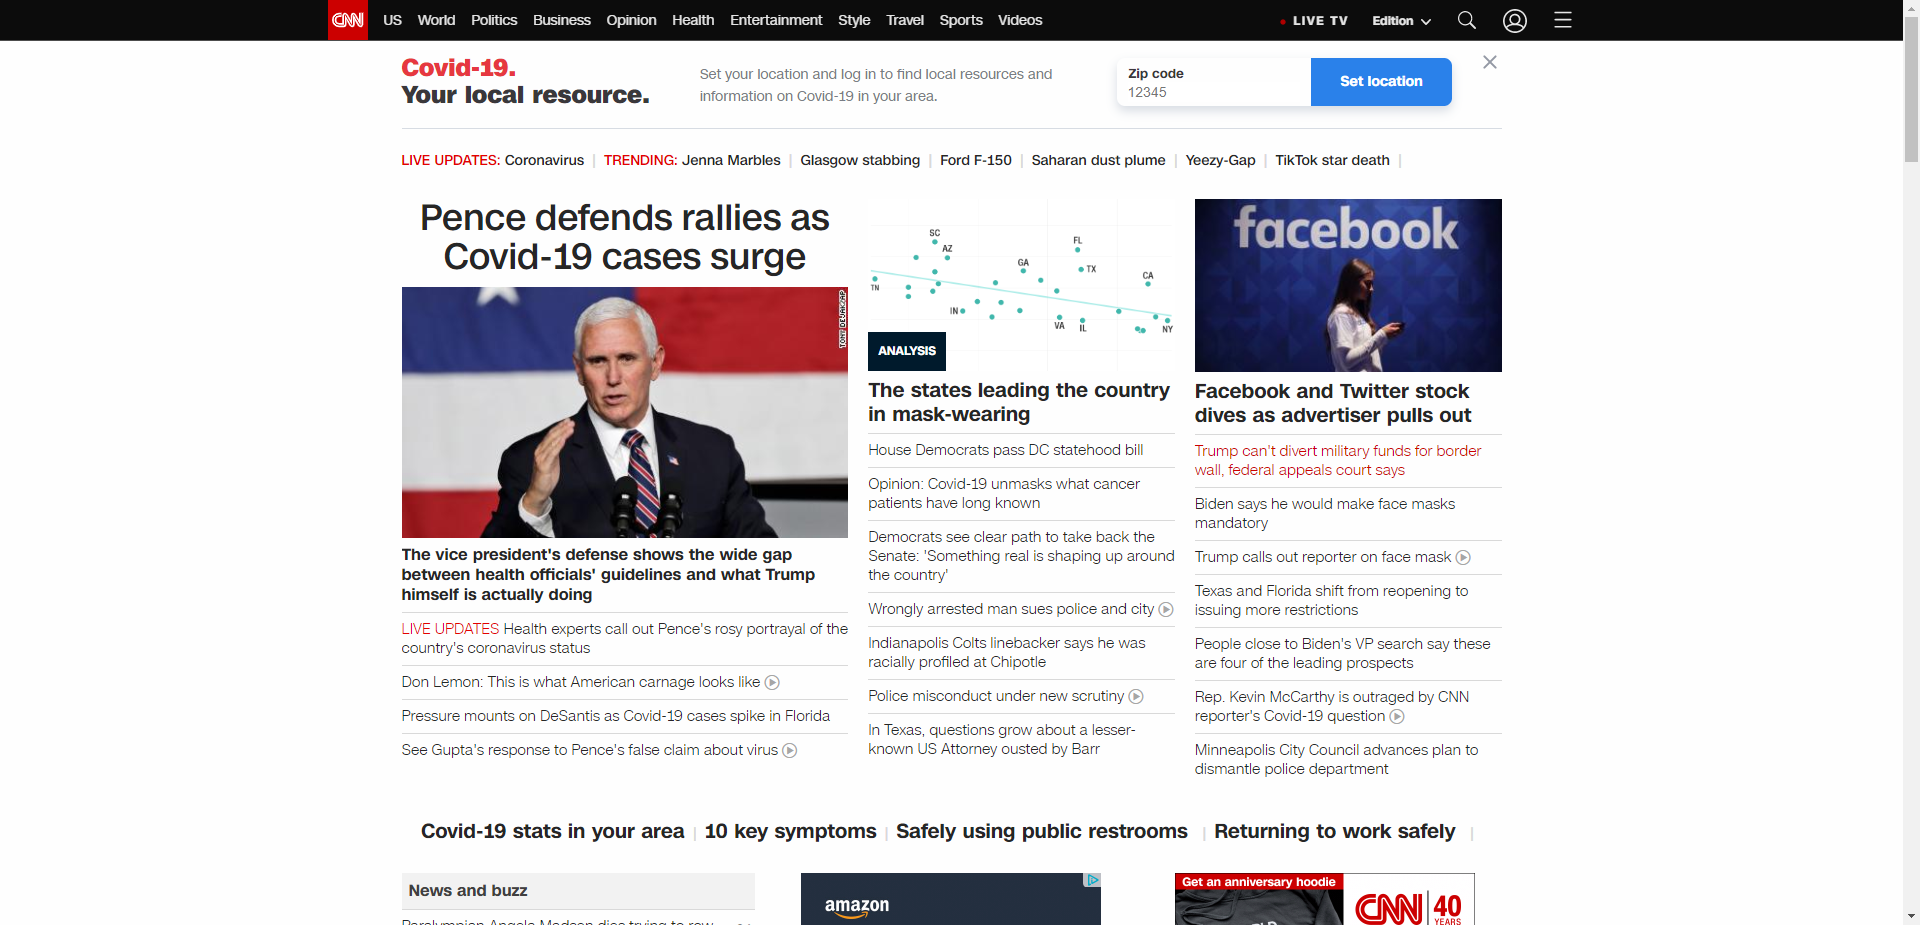 CNN
US World Politics Business Opinion Health Entertainment Style Travel Sports Videos
LIVE TV Edition
Covid-19.
Your local resource.
Set your location and log in to find local resources and
information on Covid-19 in your area.
Zip code
12345
Set location
LIVE UPDATES: Coronavirus | TRENDING: Jenna Marbles | Glasgow stabbing | Ford F-150 | Saharan dust plume | Yeezy-Gap | TikTok star death |
Pence defends rallies as
Covid-19 cases surge
The vice president's defense shows the wide gap
between health officials' guidelines and what Trump
himself is actually doing
LIVE UPDATES Health experts call out Pence's rosy portrayal of the
country's coronavirus status
Don Lemon: This is what American carnage looks like
Pressure mounts on DeSantis as Covid-19 cases spike in Florida
See Gupta's response to Pence's false claim about virus
SC
AZ
FL
GA
TX
CA
TN
IN
VA
IL
NY
ANALYSIS
The states leading the country
in mask-wearing
House Democrats pass DC statehood bill
Opinion: Covid-19 unmasks what cancer
patients have long known
Democrats see clear path to take back the
Senate: 'Something real is shaping up around
the country'
Wrongly arrested man sues police and city
Indianapolis Colts linebacker says he was
racially profiled at Chipotle
Police misconduct under new scrutiny
In Texas, questions grow about a lesser-
known US Attorney ousted by Barr
facebook
Facebook and Twitter stock
dives as advertiser pulls out
Trump can't divert military funds for border
wall, federal appeals court says
Biden says he would make face masks
mandatory
Trump calls out reporter on face mask
Texas and Florida shift from reopening to
issuing more restrictions
People close to Biden's VP search say these
are four of the leading prospects
Rep. Kevin McCarthy is outraged by CNN
reporter's Covid-19 question
Minneapolis City Council advances plan to
dismantle police department
Covid-19 stats in your area | 10 key symptoms | Safely using public restrooms | Returning to work safely |
News and buzz
amazon
Get an anniversary hoodie
CNN 40
YEARS